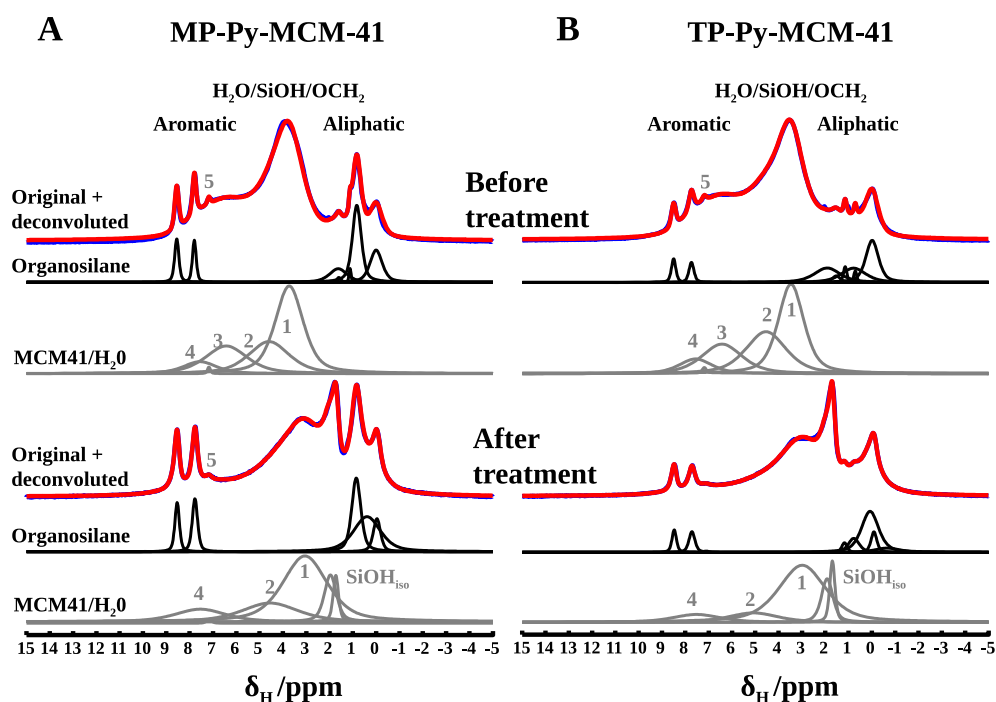 A MP-Py-MCM-41
H₂O/SiOH/OCH₂
Aromatic Aliphatic
5
Original +
deconvoluted
Organosilane
4 3 2 1
MCM41/H₂0
Original +
deconvoluted
5
Organosilane
4 2 1 SiOHiso
MCM41/H₂0
15 14 13 12 11 10 9 8 7 6 5 4 3 2 1 0 -1 -2 -3 -4 -5
δH /ppm
Before
treatment
After
treatment
B TP-Py-MCM-41
H₂O/SiOH/OCH₂
Aromatic Aliphatic
5
4 3 2 1
4 2 1 SiOHiso
15 14 13 12 11 10 9 8 7 6 5 4 3 2 1 0 -1 -2 -3 -4 -5
δH /ppm